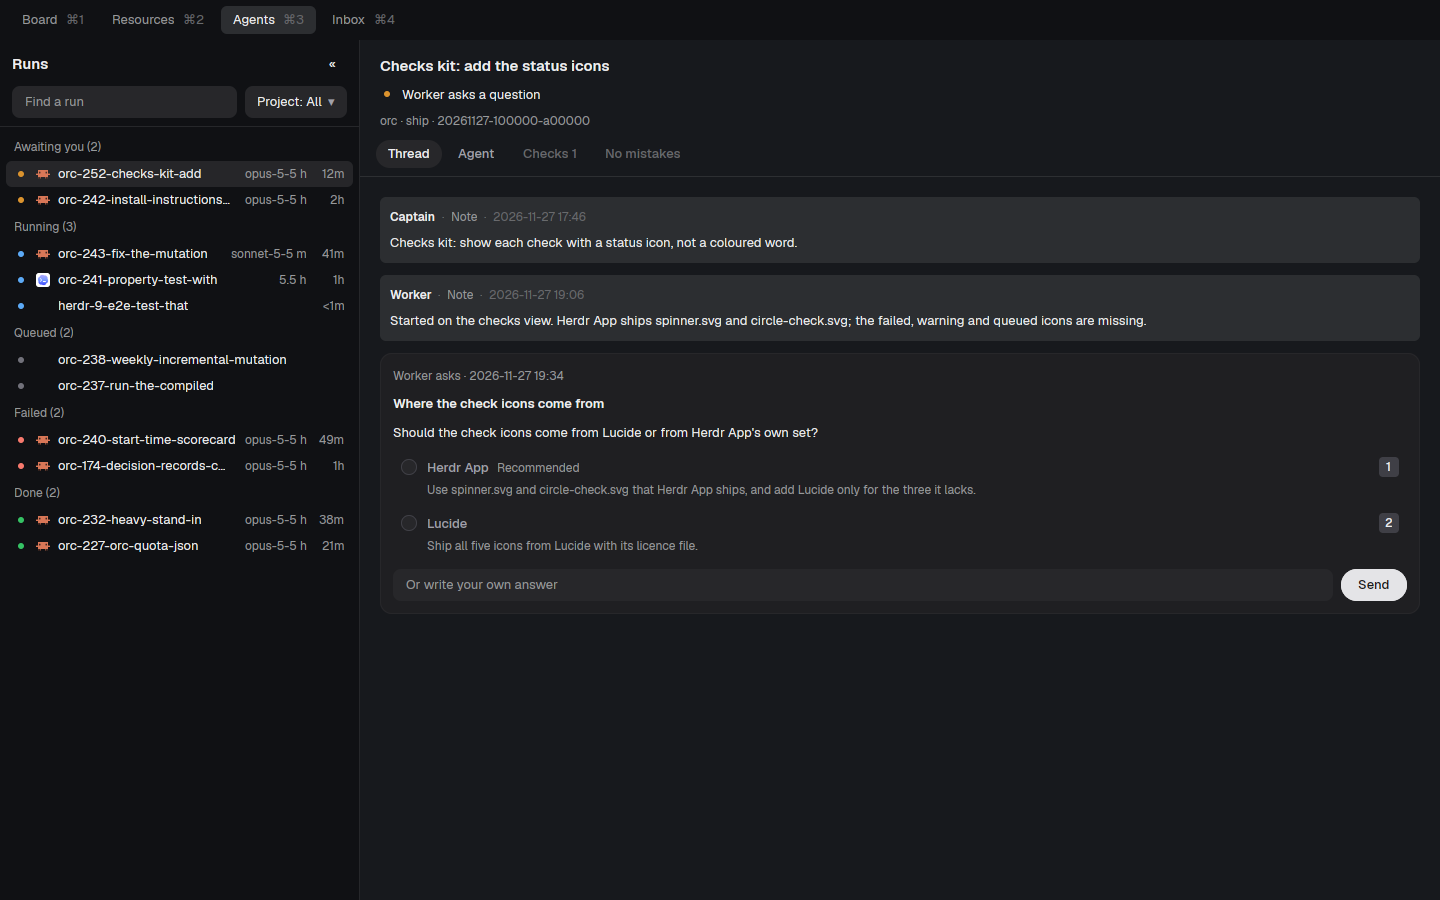 Board ⌘1 Resources ⌘2 Agents ⌘3 Inbox ⌘4
Runs «
Find a run Project: All ▾
Awaiting you (2)
orc-252-checks-kit-add opus-5-5 h 12m
orc-242-install-instructions… opus-5-5 h 2h
Running (3)
orc-243-fix-the-mutation sonnet-5-5 m 41m
orc-241-property-test-with 5.5 h 1h
herdr-9-e2e-test-that <1m
Queued (2)
orc-238-weekly-incremental-mutation
orc-237-run-the-compiled
Failed (2)
orc-240-start-time-scorecard opus-5-5 h 49m
orc-174-decision-records-c… opus-5-5 h 1h
Done (2)
orc-232-heavy-stand-in opus-5-5 h 38m
orc-227-orc-quota-json opus-5-5 h 21m
Checks kit: add the status icons
Worker asks a question
orc · ship · 20261127-100000-a00000
Thread Agent Checks 1 No mistakes
Captain · Note · 2026-11-27 17:46
Checks kit: show each check with a status icon, not a coloured word.
Worker · Note · 2026-11-27 19:06
Started on the checks view. Herdr App ships spinner.svg and circle-check.svg; the failed, warning and queued icons are missing.
Worker asks · 2026-11-27 19:34
Where the check icons come from
Should the check icons come from Lucide or from Herdr App's own set?
Herdr App Recommended 1
Use spinner.svg and circle-check.svg that Herdr App ships, and add Lucide only for the three it lacks.
Lucide 2
Ship all five icons from Lucide with its licence file.
Or write your own answer Send